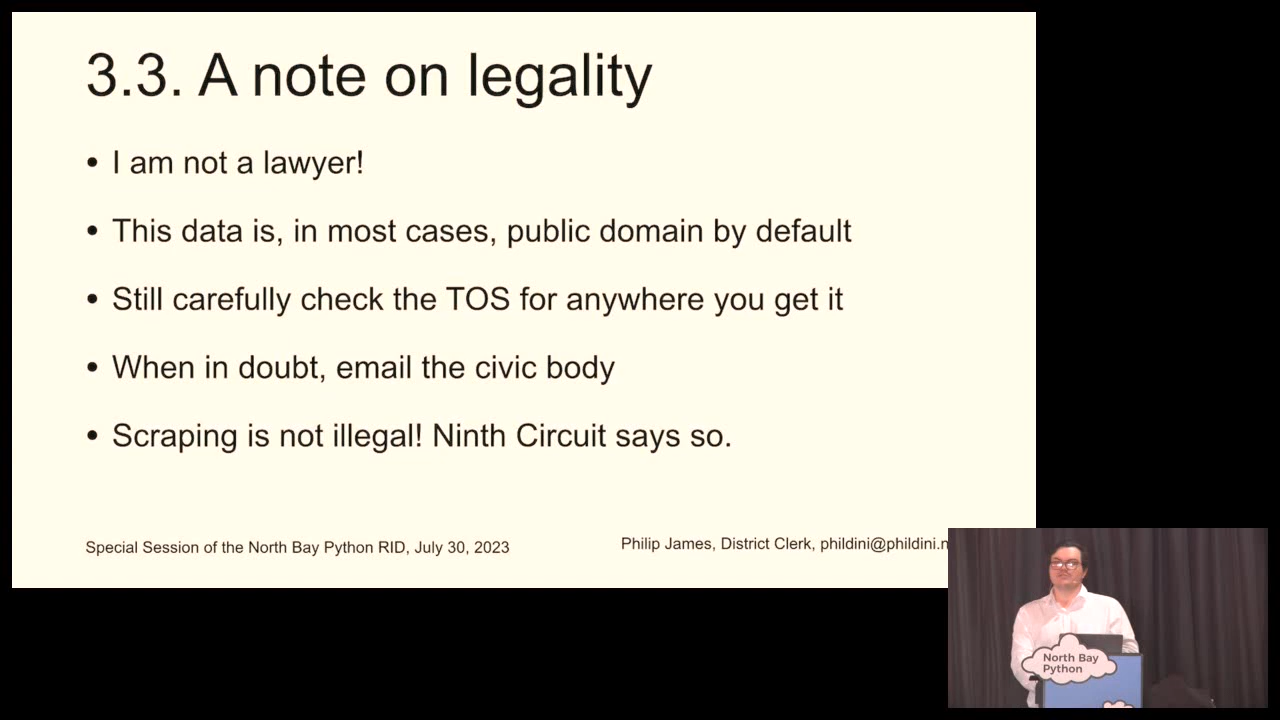 3.3. A note on legality
• I am not a lawyer!
• This data is, in most cases, public domain by default
• Still carefully check the TOS for anywhere you get it
• When in doubt, email the civic body
• Scraping is not illegal! Ninth Circuit says so.
Special Session of the North Bay Python RID, July 30, 2023
Philip James, District Clerk, phildini@phildini.n
North Bay
Python